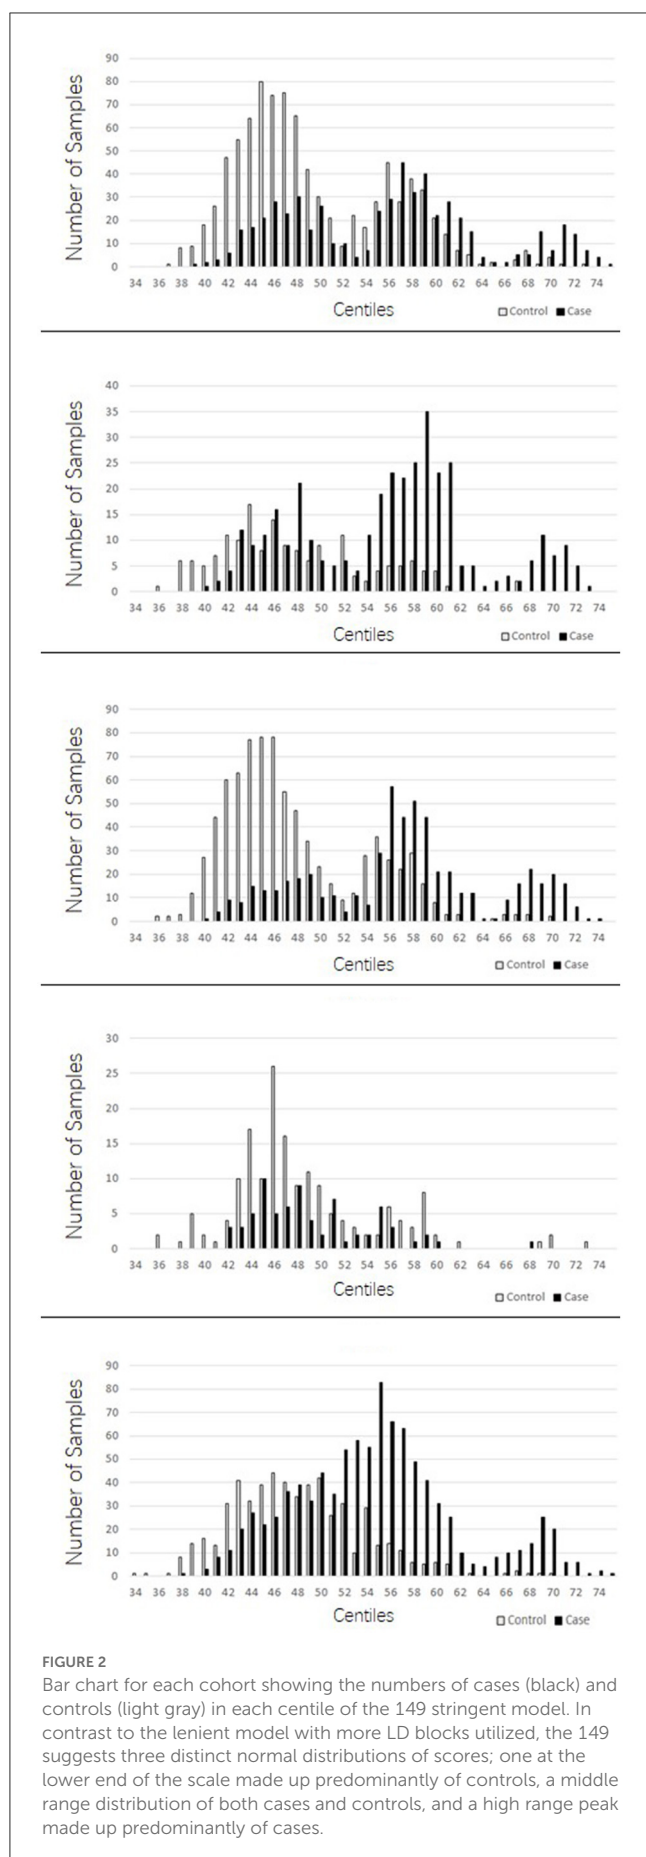 90
80
70
60
50
40
30
20
10
0
Number of Samples
34 36 38 40 42 44 46 48 50 52 54 56 58 60 62 64 66 68 70 72 74
Centiles
Control Case
40
35
30
25
20
15
10
5
0
Number of Samples
34 36 38 40 42 44 46 48 50 52 54 56 58 60 62 64 66 68 70 72 74
Centiles
Control Case
90
80
70
60
50
40
30
20
10
0
Number of Samples
34 36 38 40 42 44 46 48 50 52 54 56 58 60 62 64 66 68 70 72 74
Centiles
Control Case
30
25
20
15
10
5
0
Number of Samples
34 36 38 40 42 44 46 48 50 52 54 56 58 60 62 64 66 68 70 72 74
Centiles
Control Case
90
80
70
60
50
40
30
20
10
0
Number of Samples
34 36 38 40 42 44 46 48 50 52 54 56 58 60 62 64 66 68 70 72 74
Centiles
Control Case
FIGURE 2
Bar chart for each cohort showing the numbers of cases (black) and
controls (light gray) in each centile of the 149 stringent model. In
contrast to the lenient model with more LD blocks utilized, the 149
suggests three distinct normal distributions of scores; one at the
lower end of the scale made up predominantly of controls, a middle
range distribution of both cases and controls, and a high range peak
made up predominantly of cases.